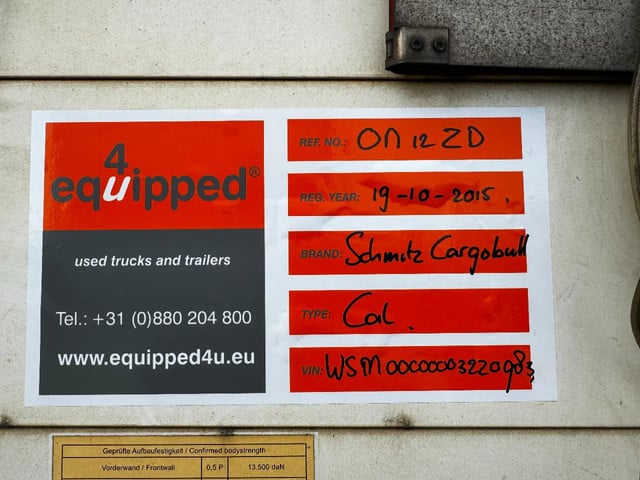 4
equipped®
used trucks and trailers
Tel.: +31 (0)880 204 800
www.equipped4u.eu
REF. NO.: ON 12 ZD
REG. YEAR: 19-10-2015.
BRAND: Schmitz Cargobull
TYPE: Cal.
VIN: WSM00000003220983
Geprüfte Aufbaufestigkeit / Confirmed bodystrength
Vorderwand / Frontwall 0,5 P 13 500 daN